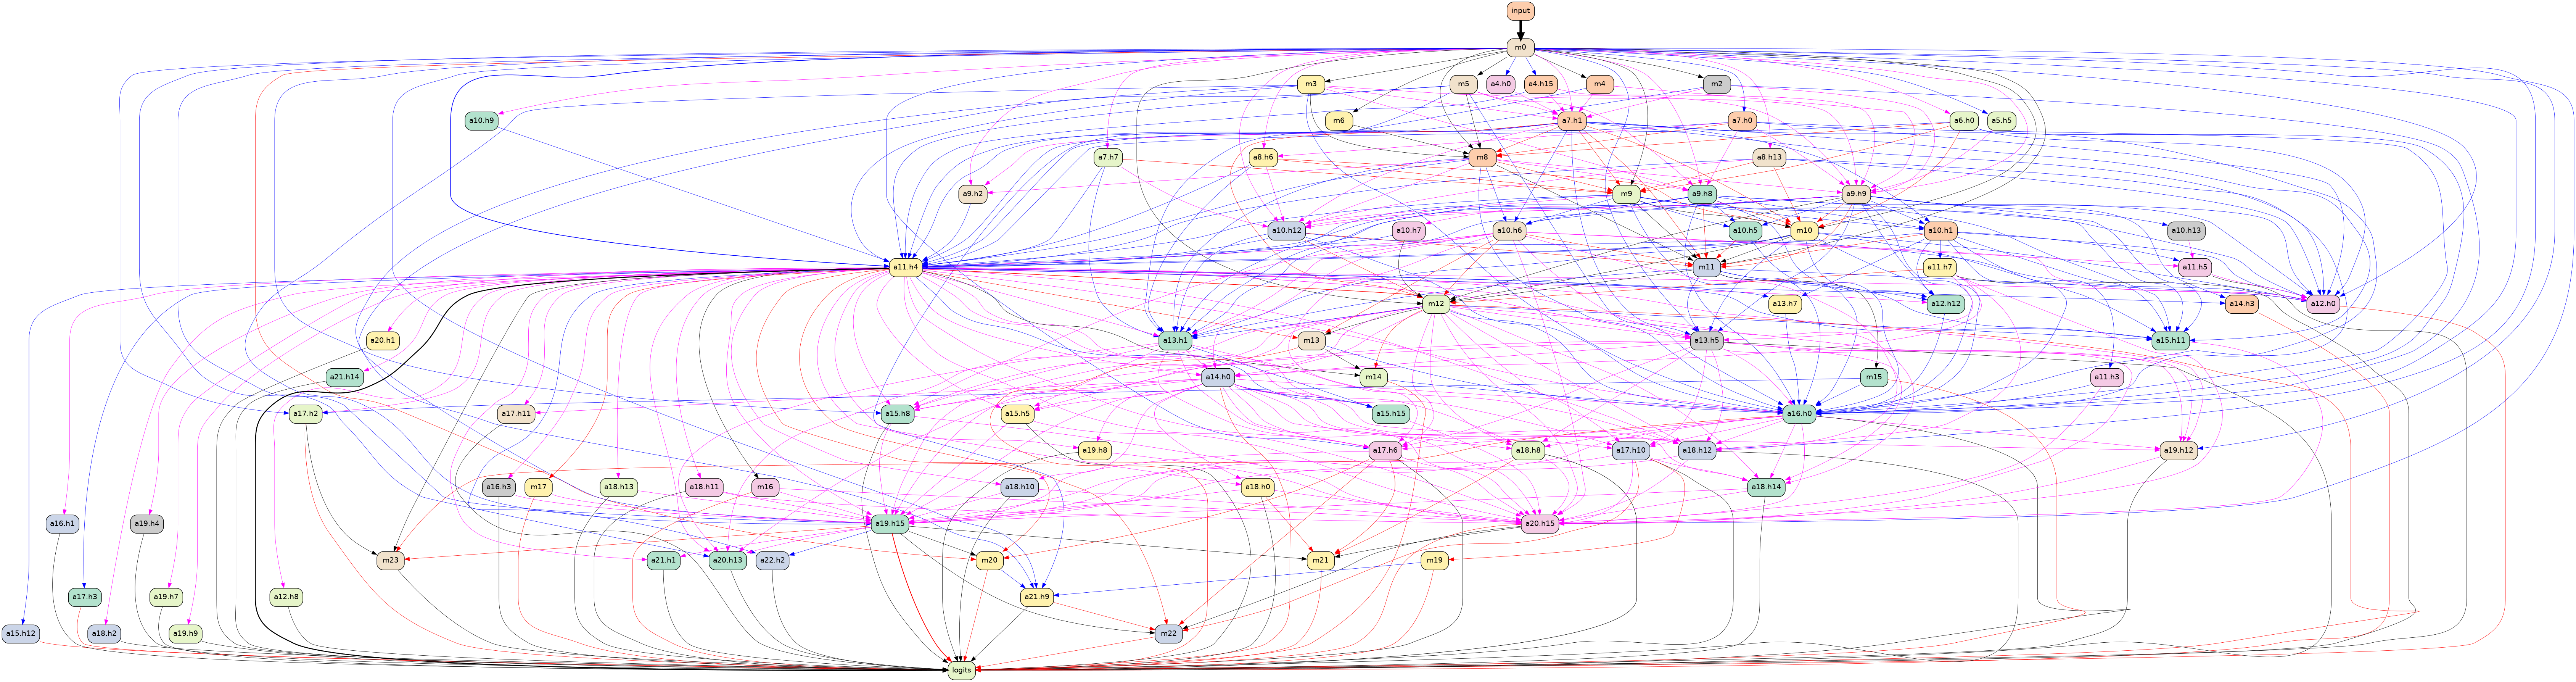 input
m0
m3 m5 a4.h0 a4.h15 m4 m2
a10.h9 m6 a7.h1 a7.h0 a6.h0 a5.h5
a7.h7 a8.h6 m8 a8.h13
a9.h2 m9 a9.h8 a9.h9
a10.h12 a10.h7 a10.h6 a10.h5 m10 a10.h1 a10.h13
a11.h4 m11 a11.h7 a11.h5
m12 a13.h7 a12.h12 a14.h3 a12.h0
a20.h1 a13.h1 m13 a13.h5 a15.h11
a21.h14 a14.h0 m14 m15 a11.h3
a17.h2 a17.h11 a15.h8 a15.h5 a15.h15 a16.h0
a19.h8 a17.h6 a18.h8 a17.h10 a18.h12 a19.h12
a16.h3 m17 a18.h13 a18.h11 m16 a18.h10 a18.h0 a18.h14
a16.h1 a19.h4 a19.h15 a20.h15
m23 a21.h1 a20.h13 a22.h2 m20 m21 m19
a17.h3 a19.h7 a12.h8 a21.h9
a15.h12 a18.h2 a19.h9 m22
logits